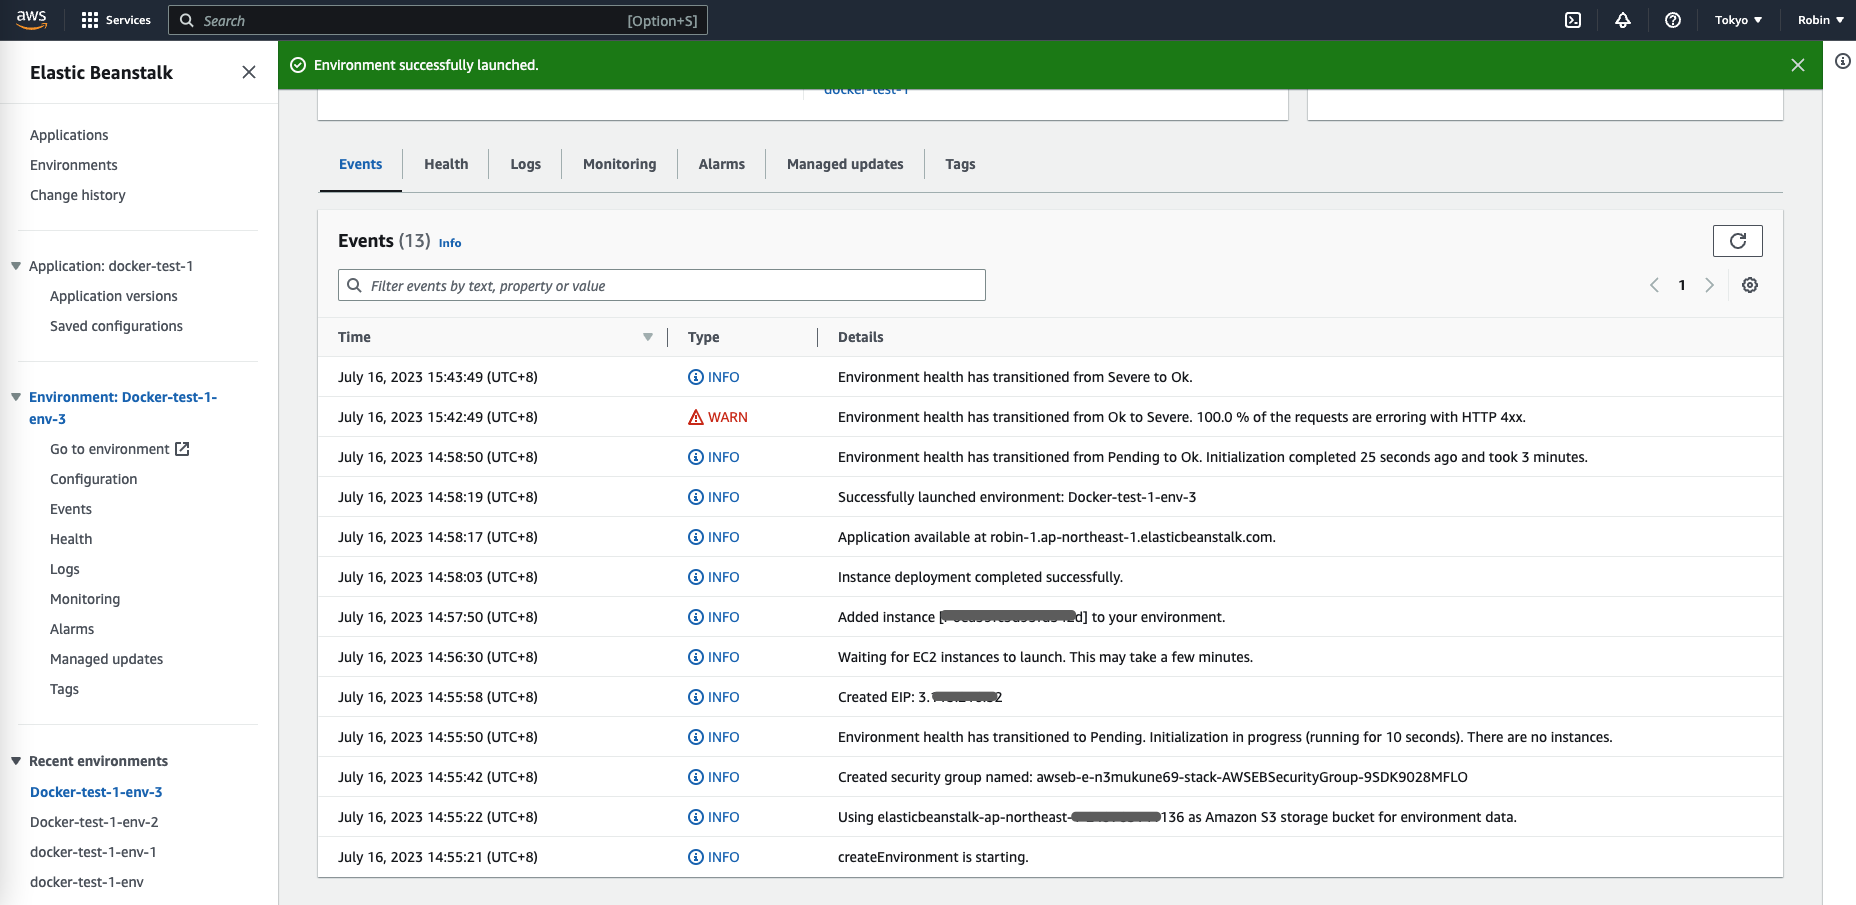 aws
Services
Search
[Option+S]
Tokyo ▼
Robin ▼
Elastic Beanstalk
Applications
Environments
Change history
Application: docker-test-1
Application versions
Saved configurations
Environment: Docker-test-1-
env-3
Go to environment
Configuration
Events
Health
Logs
Monitoring
Alarms
Managed updates
Tags
Recent environments
Docker-test-1-env-3
Docker-test-1-env-2
docker-test-1-env-1
docker-test-1-env
Environment successfully launched.
docker-test-1
Events Health Logs Monitoring Alarms Managed updates Tags
Events (13) Info
Filter events by text, property or value
1
Time Type Details
July 16, 2023 15:43:49 (UTC+8) INFO Environment health has transitioned from Severe to Ok.
July 16, 2023 15:42:49 (UTC+8) WARN Environment health has transitioned from Ok to Severe. 100.0 % of the requests are erroring with HTTP 4xx.
July 16, 2023 14:58:50 (UTC+8) INFO Environment health has transitioned from Pending to Ok. Initialization completed 25 seconds ago and took 3 minutes.
July 16, 2023 14:58:19 (UTC+8) INFO Successfully launched environment: Docker-test-1-env-3
July 16, 2023 14:58:17 (UTC+8) INFO Application available at robin-1.ap-northeast-1.elasticbeanstalk.com.
July 16, 2023 14:58:03 (UTC+8) INFO Instance deployment completed successfully.
July 16, 2023 14:57:50 (UTC+8) INFO Added instance [ d] to your environment.
July 16, 2023 14:56:30 (UTC+8) INFO Waiting for EC2 instances to launch. This may take a few minutes.
July 16, 2023 14:55:58 (UTC+8) INFO Created EIP: 3. 2
July 16, 2023 14:55:50 (UTC+8) INFO Environment health has transitioned to Pending. Initialization in progress (running for 10 seconds). There are no instances.
July 16, 2023 14:55:42 (UTC+8) INFO Created security group named: awseb-e-n3mukune69-stack-AWSEBSecurityGroup-9SDK9028MFLO
July 16, 2023 14:55:22 (UTC+8) INFO Using elasticbeanstalk-ap-northeast- 136 as Amazon S3 storage bucket for environment data.
July 16, 2023 14:55:21 (UTC+8) INFO createEnvironment is starting.